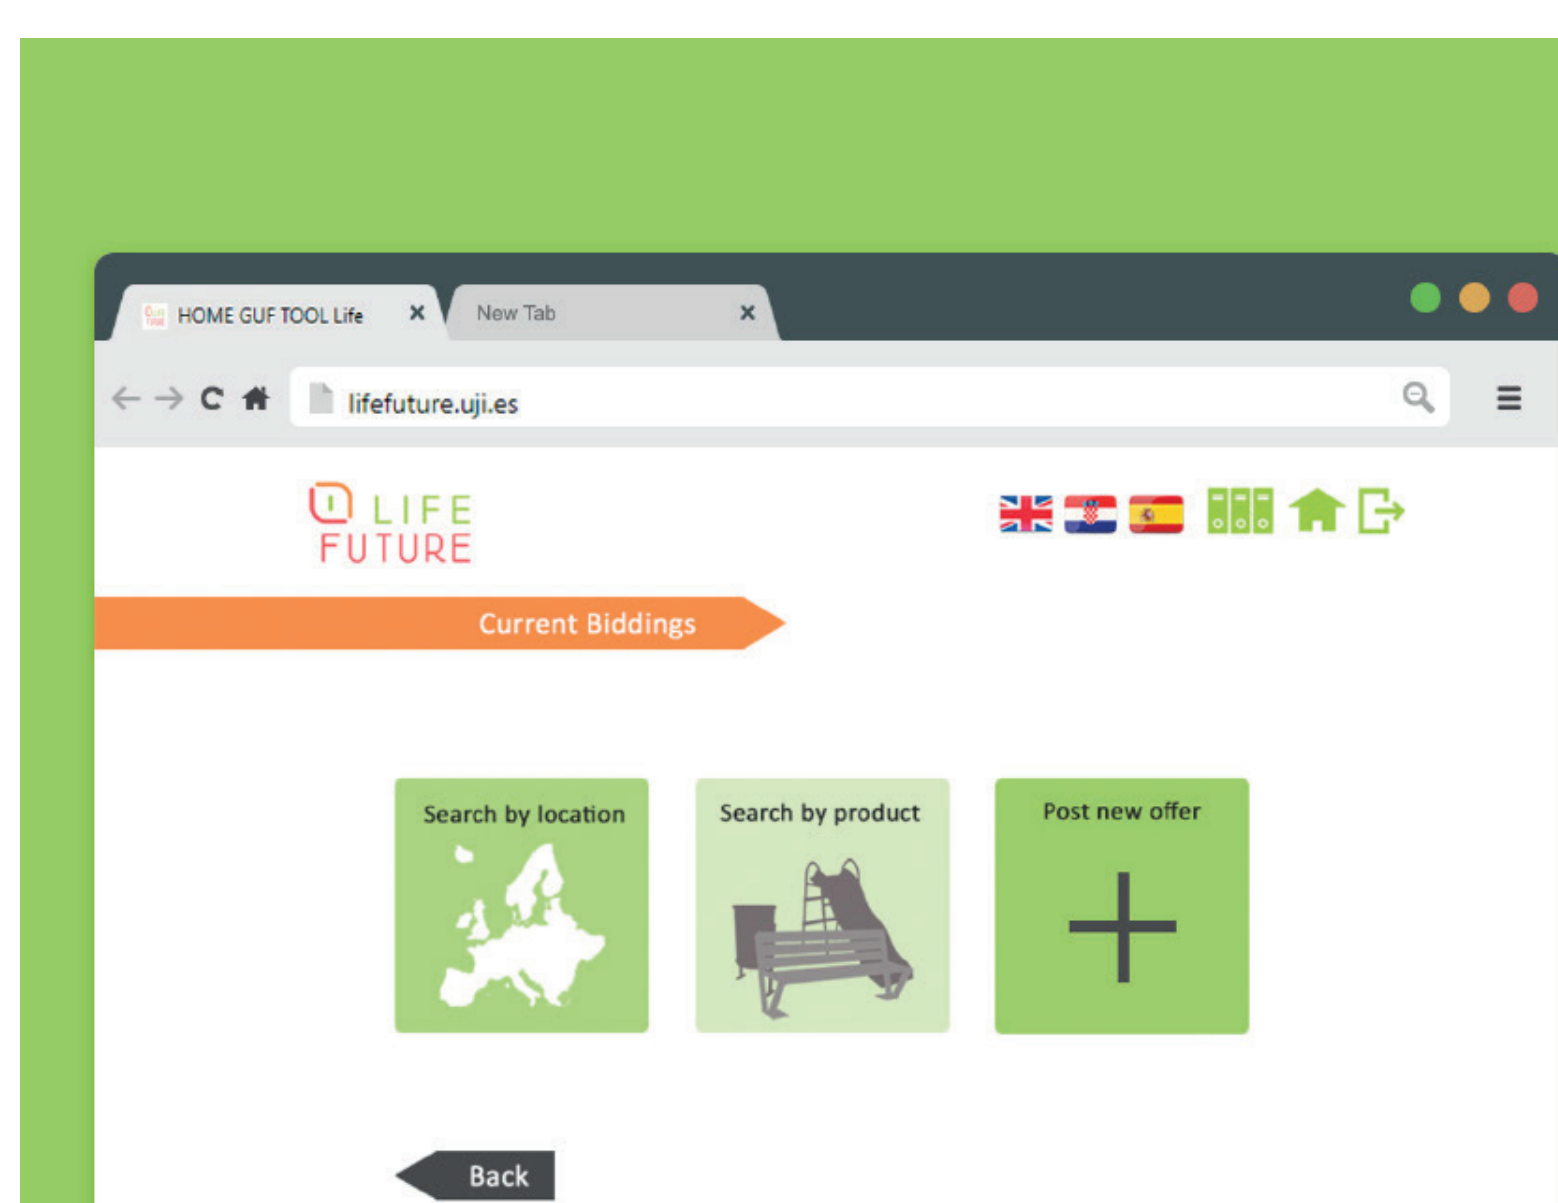 HOME GUF TOOL Life
New Tab
lifefuture.uji.es
LIFE
FUTURE
Current Biddings
Search by location
Search by product
Post new offer
Back